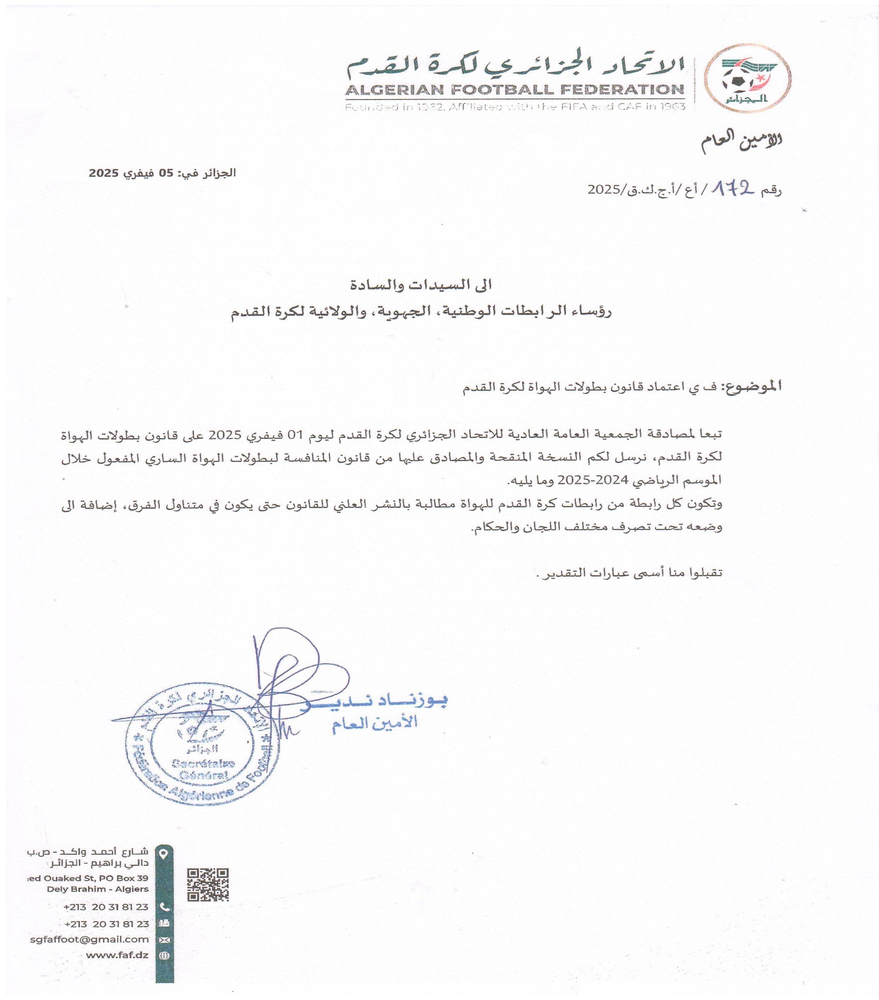 الاتحاد الجزائري لكرة القدم
ALGERIAN FOOTBALL FEDERATION
Founded in 1962. Affiliated with the FIFA and CAF in 1963
الجزائر
الأمين العام
الجزائر في: 05 فيفري 2025
رقم 172 / أع /أ.ج.ك.ق/2025
الى السيدات والسادة
رؤساء الرابطات الوطنية، الجهوية، والولائية لكرة القدم
الموضوع: ف ي اعتماد قانون بطولات الهواة لكرة القدم
تبعا لمصادقة الجمعية العامة العادية للاتحاد الجزائري لكرة القدم ليوم 01 فيفري 2025 على قانون بطولات الهواة
لكرة القدم، نرسل لكم النسخة المنقحة والمصادق عليها من قانون المنافسة لبطولات الهواة الساري المفعول خلال
الموسم الرياضي 2024-2025 وما يليه.
وتكون كل رابطة من رابطات كرة القدم للهواة مطالبة بالنشر العلني للقانون حتى يكون في متناول الفرق، إضافة الى
وضعه تحت تصرف مختلف اللجان والحكام.
تقبلوا منا أسمى عبارات التقدير .
بوزناد نذير
الأمين العام
الإتحاد الجزائري لكرة القدم
الجزائر
Secrétaire
Général
Fédération Algérienne de Football
شارع أحمد واكد - ص.ب
دالي براهيم - الجزائر
ed Ouaked St, PO Box 39
Dely Brahim - Algiers
+213 20 31 81 23
+213 20 31 81 23
sgfaffoot@gmail.com
www.faf.dz